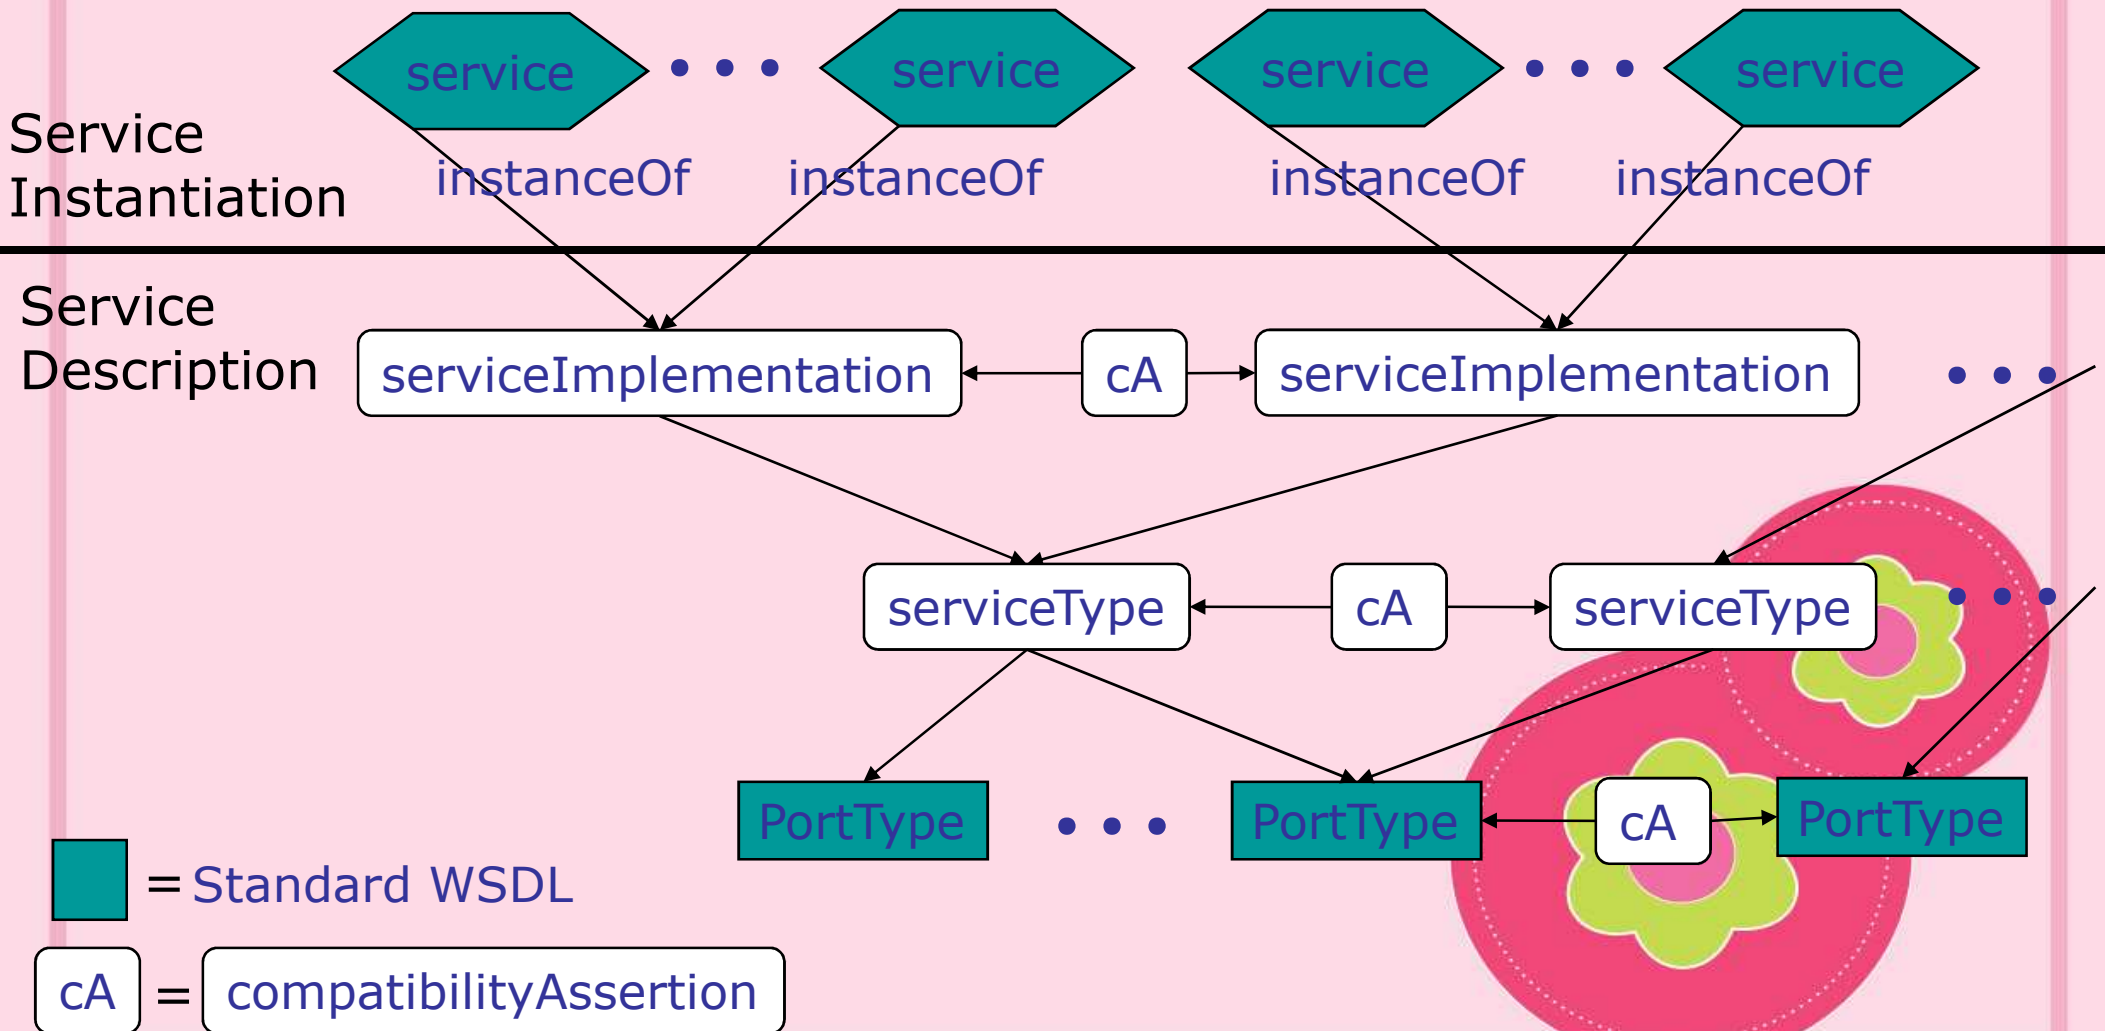 service
service
service
service
Service
Instantiation
instanceOf
instanceOf
instanceOf
instanceOf
Service
Description
serviceImplementation
cA
serviceImplementation
serviceType
cA
serviceType
PortType
PortType
cA
PortType
= Standard WSDL
cA = compatibilityAssertion